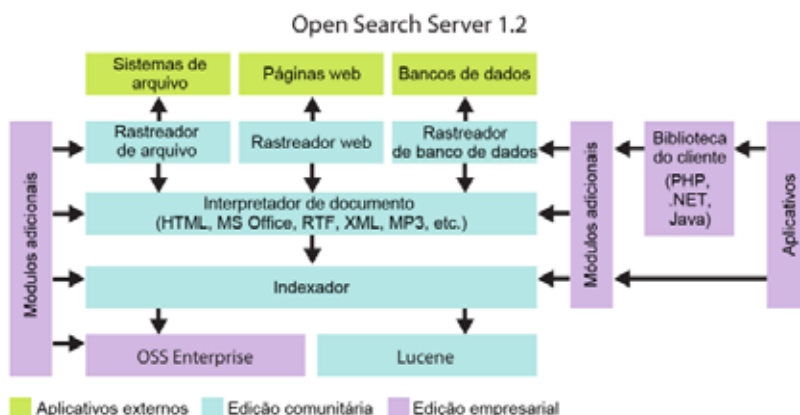 Open Search Server 1.2
Sistemas de
arquivo
Páginas web
Bancos de dados
Rastreador
de arquivo
Rastreador web
Rastreador
de banco de dados
Biblioteca
do cliente
(PHP,
.NET,
Java)
Módulos adicionais
Interpretador de documento
(HTML, MS Office, RTF, XML, MP3, etc.)
Módulos adicionais
Aplicativos
Indexador
OSS Enterprise
Lucene
Aplicativos externos
Edição comunitária
Edição empresarial